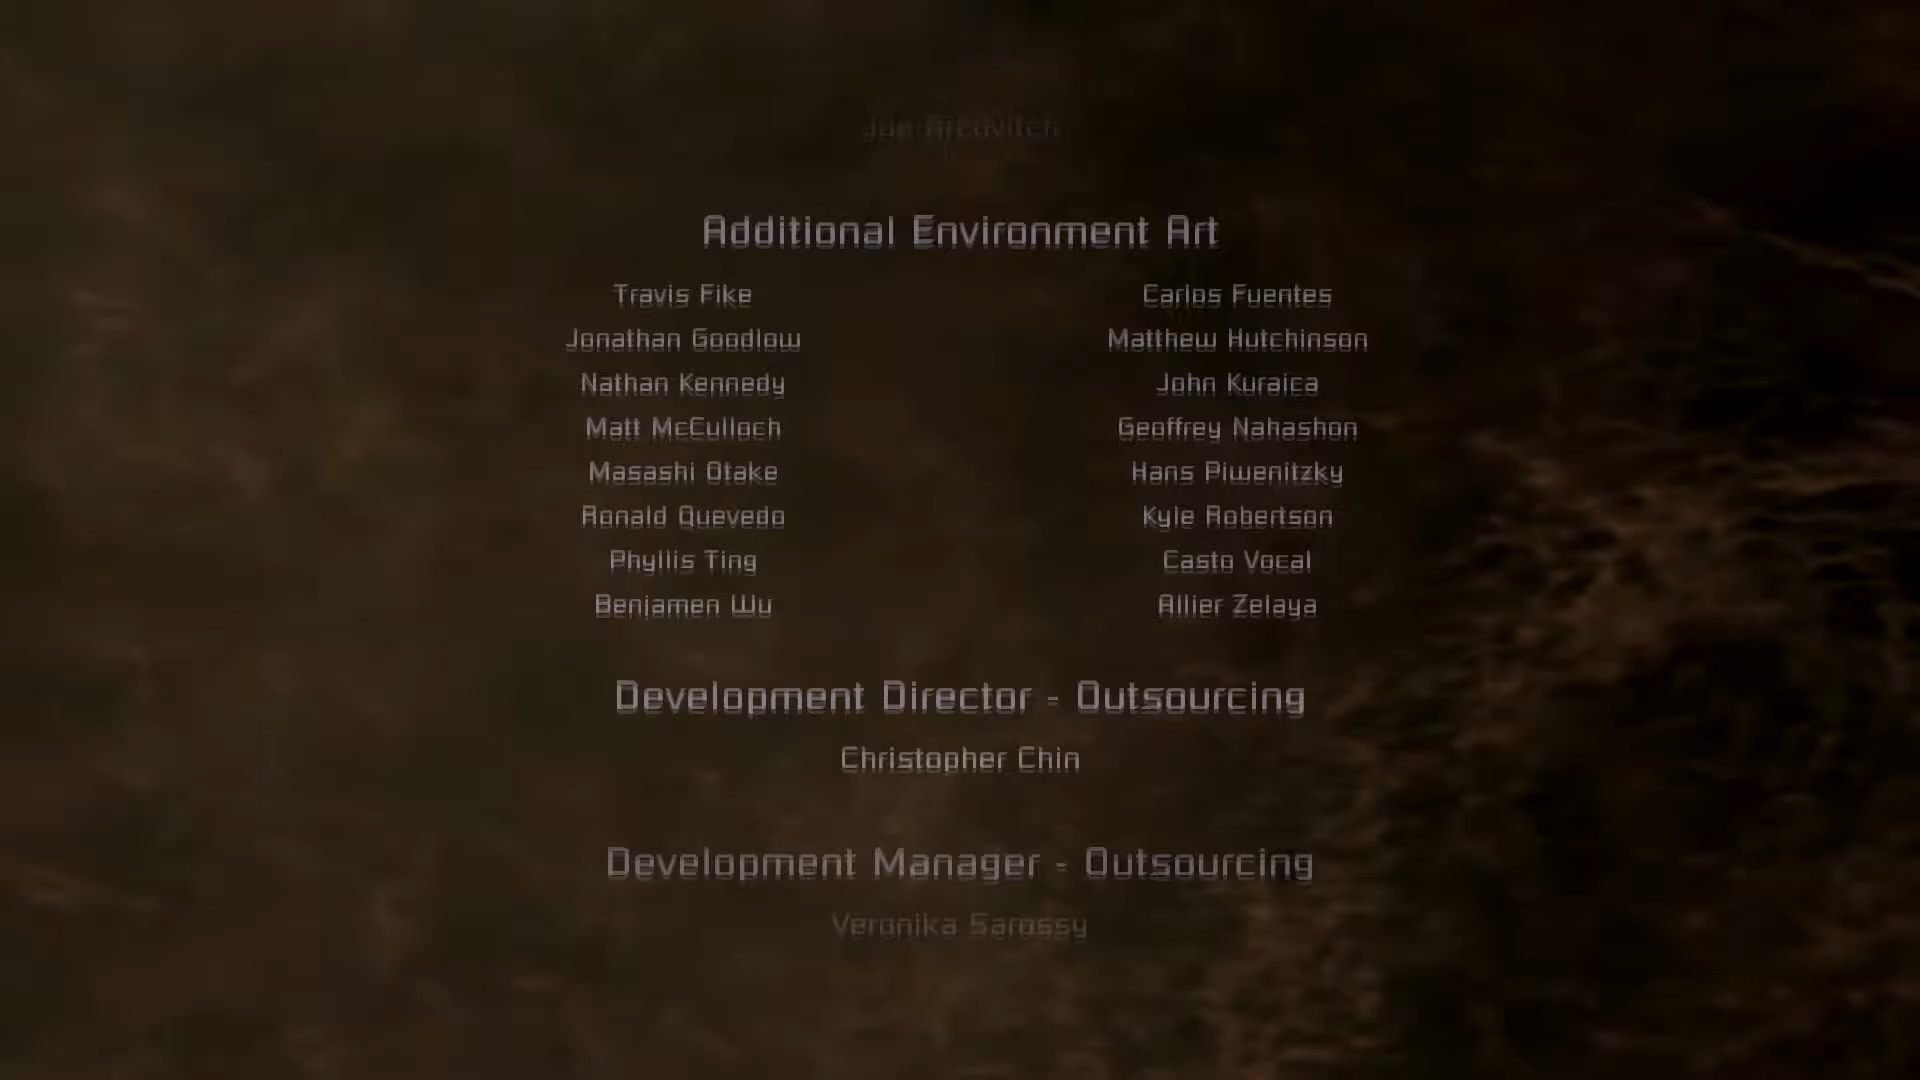 Joe
Additional Environment Art
Travis Fike Carlos Fuentes
Jonathan Goodlow Matthew Hutchinson
Nathan Kennedy John Kuraica
Matt McCulloch Geoffrey Nahashon
Masashi Otake Hans Piwenitzky
Ronald Quevedo Kyle Robertson
Phyllis Ting Casto Vocal
Benjamen Wu Allier Zelaya
Development Director - Outsourcing
Christopher Chin
Development Manager - Outsourcing
Veronika Sarossy